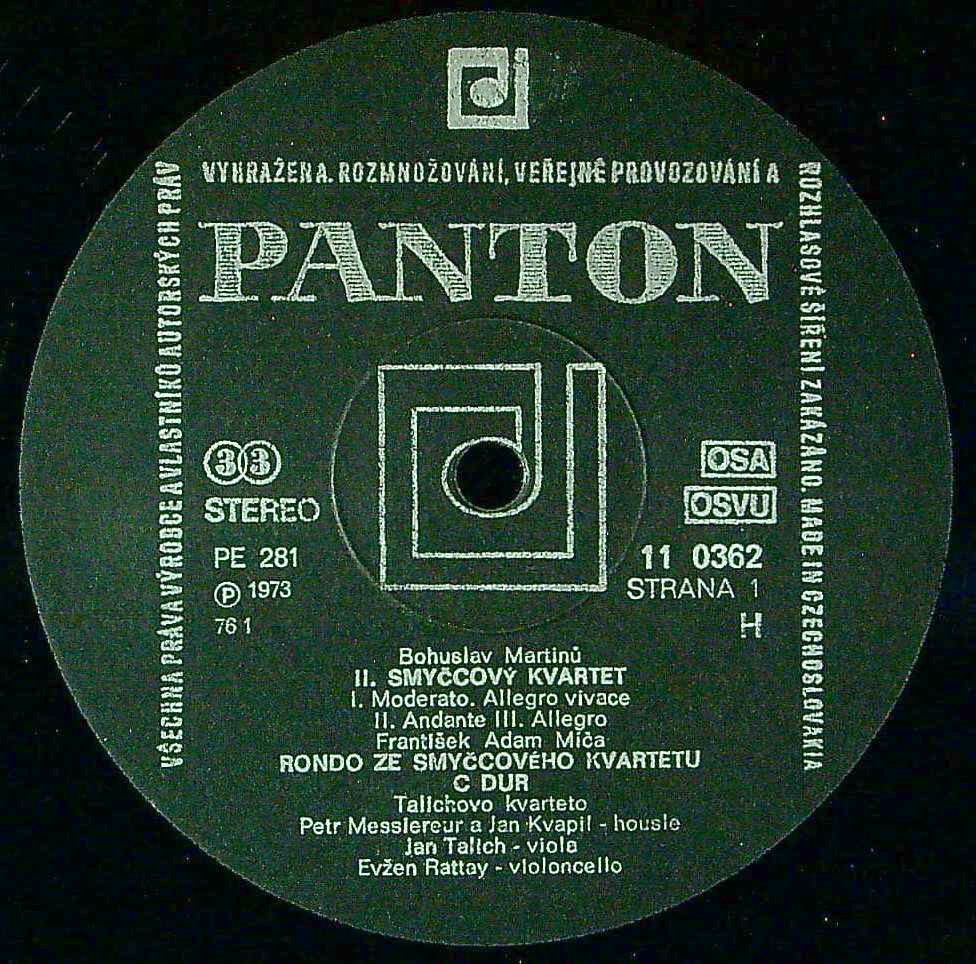 VŠECHNA PRÁVA VÝROBCE A VLASTNÍKŮ AUTORSKÝCH PRÁV
VYHRAŽENA. ROZMNOŽOVÁNÍ, VEŘEJNÉ PROVOZOVÁNÍ A
ROZHLASOVÉ ŠÍŘENÍ ZAKÁZÁNO. MADE IN CZECHOSLOVAKIA
PANTON
33
STEREO
PE 281
Ⓟ 1973
76 1
OSA
OSVU
11 0362
STRANA 1
H
Bohuslav Martinů
II. SMYČCOVÝ KVARTET
I. Moderato. Allegro vivace
II. Andante III. Allegro
František Adam Míča
RONDO ZE SMYČCOVÉHO KVARTETU
C DUR
Talichovo kvarteto
Petr Messiereur a Jan Kvapil - housle
Jan Talich - viola
Evžen Rattay - violoncello